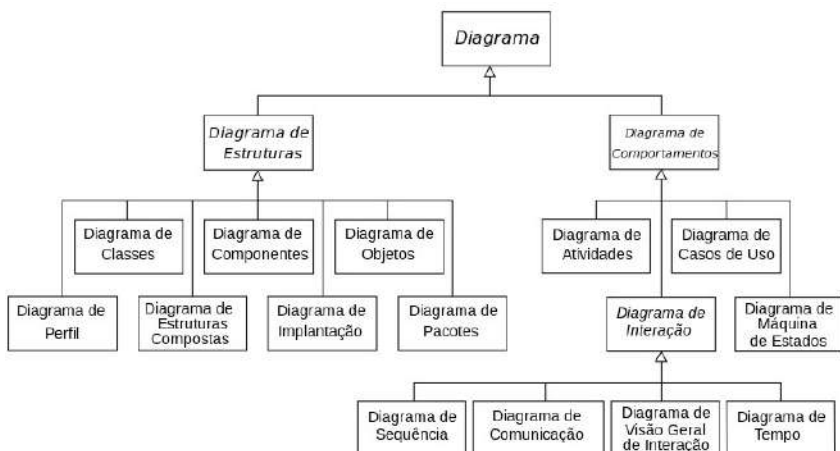 Diagrama
Diagrama de
Estruturas
Diagrama de
Comportamentos
Diagrama de
Classes
Diagrama de
Componentes
Diagrama de
Objetos
Diagrama de
Atividades
Diagrama de
Casos de Uso
Diagrama de
Perfil
Diagrama de
Estruturas
Compostas
Diagrama de
Implantação
Diagrama de
Pacotes
Diagrama de
Interação
Diagrama de
Máquina
de Estados
Diagrama de
Sequência
Diagrama de
Comunicação
Diagrama de
Visão Geral
de Interação
Diagrama de
Tempo